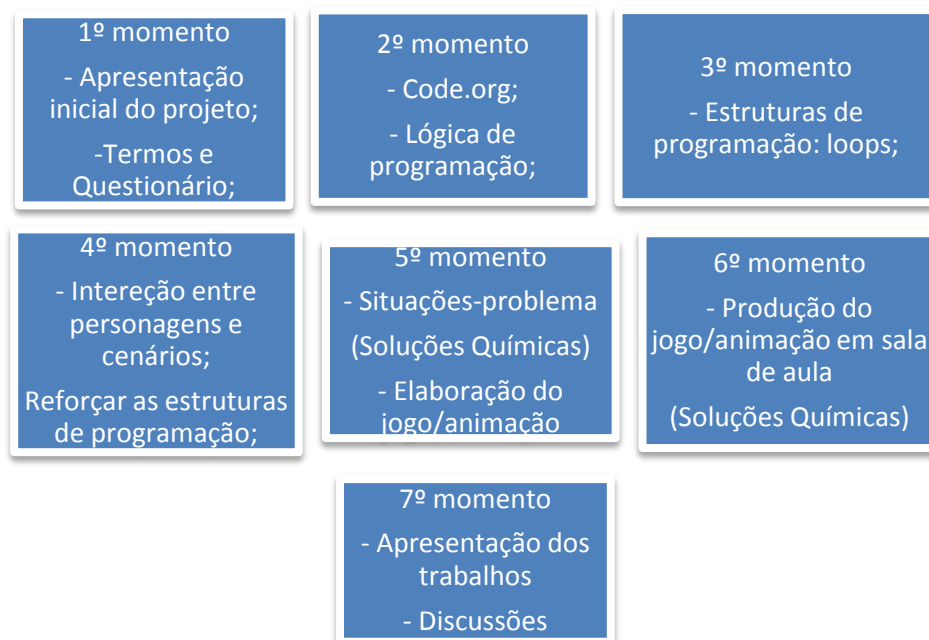 1º momento
- Apresentação
inicial do projeto;
-Termos e
Questionário;
2º momento
- Code.org;
- Lógica de
programação;
3º momento
- Estruturas de
programação: loops;
4º momento
- Intereção entre
personagens e
cenários;
Reforçar as estruturas
de programação;
5º momento
- Situações-problema
(Soluções Químicas)
- Elaboração do
jogo/animação
6º momento
- Produção do
jogo/animação em sala
de aula
(Soluções Químicas)
7º momento
- Apresentação dos
trabalhos
- Discussões